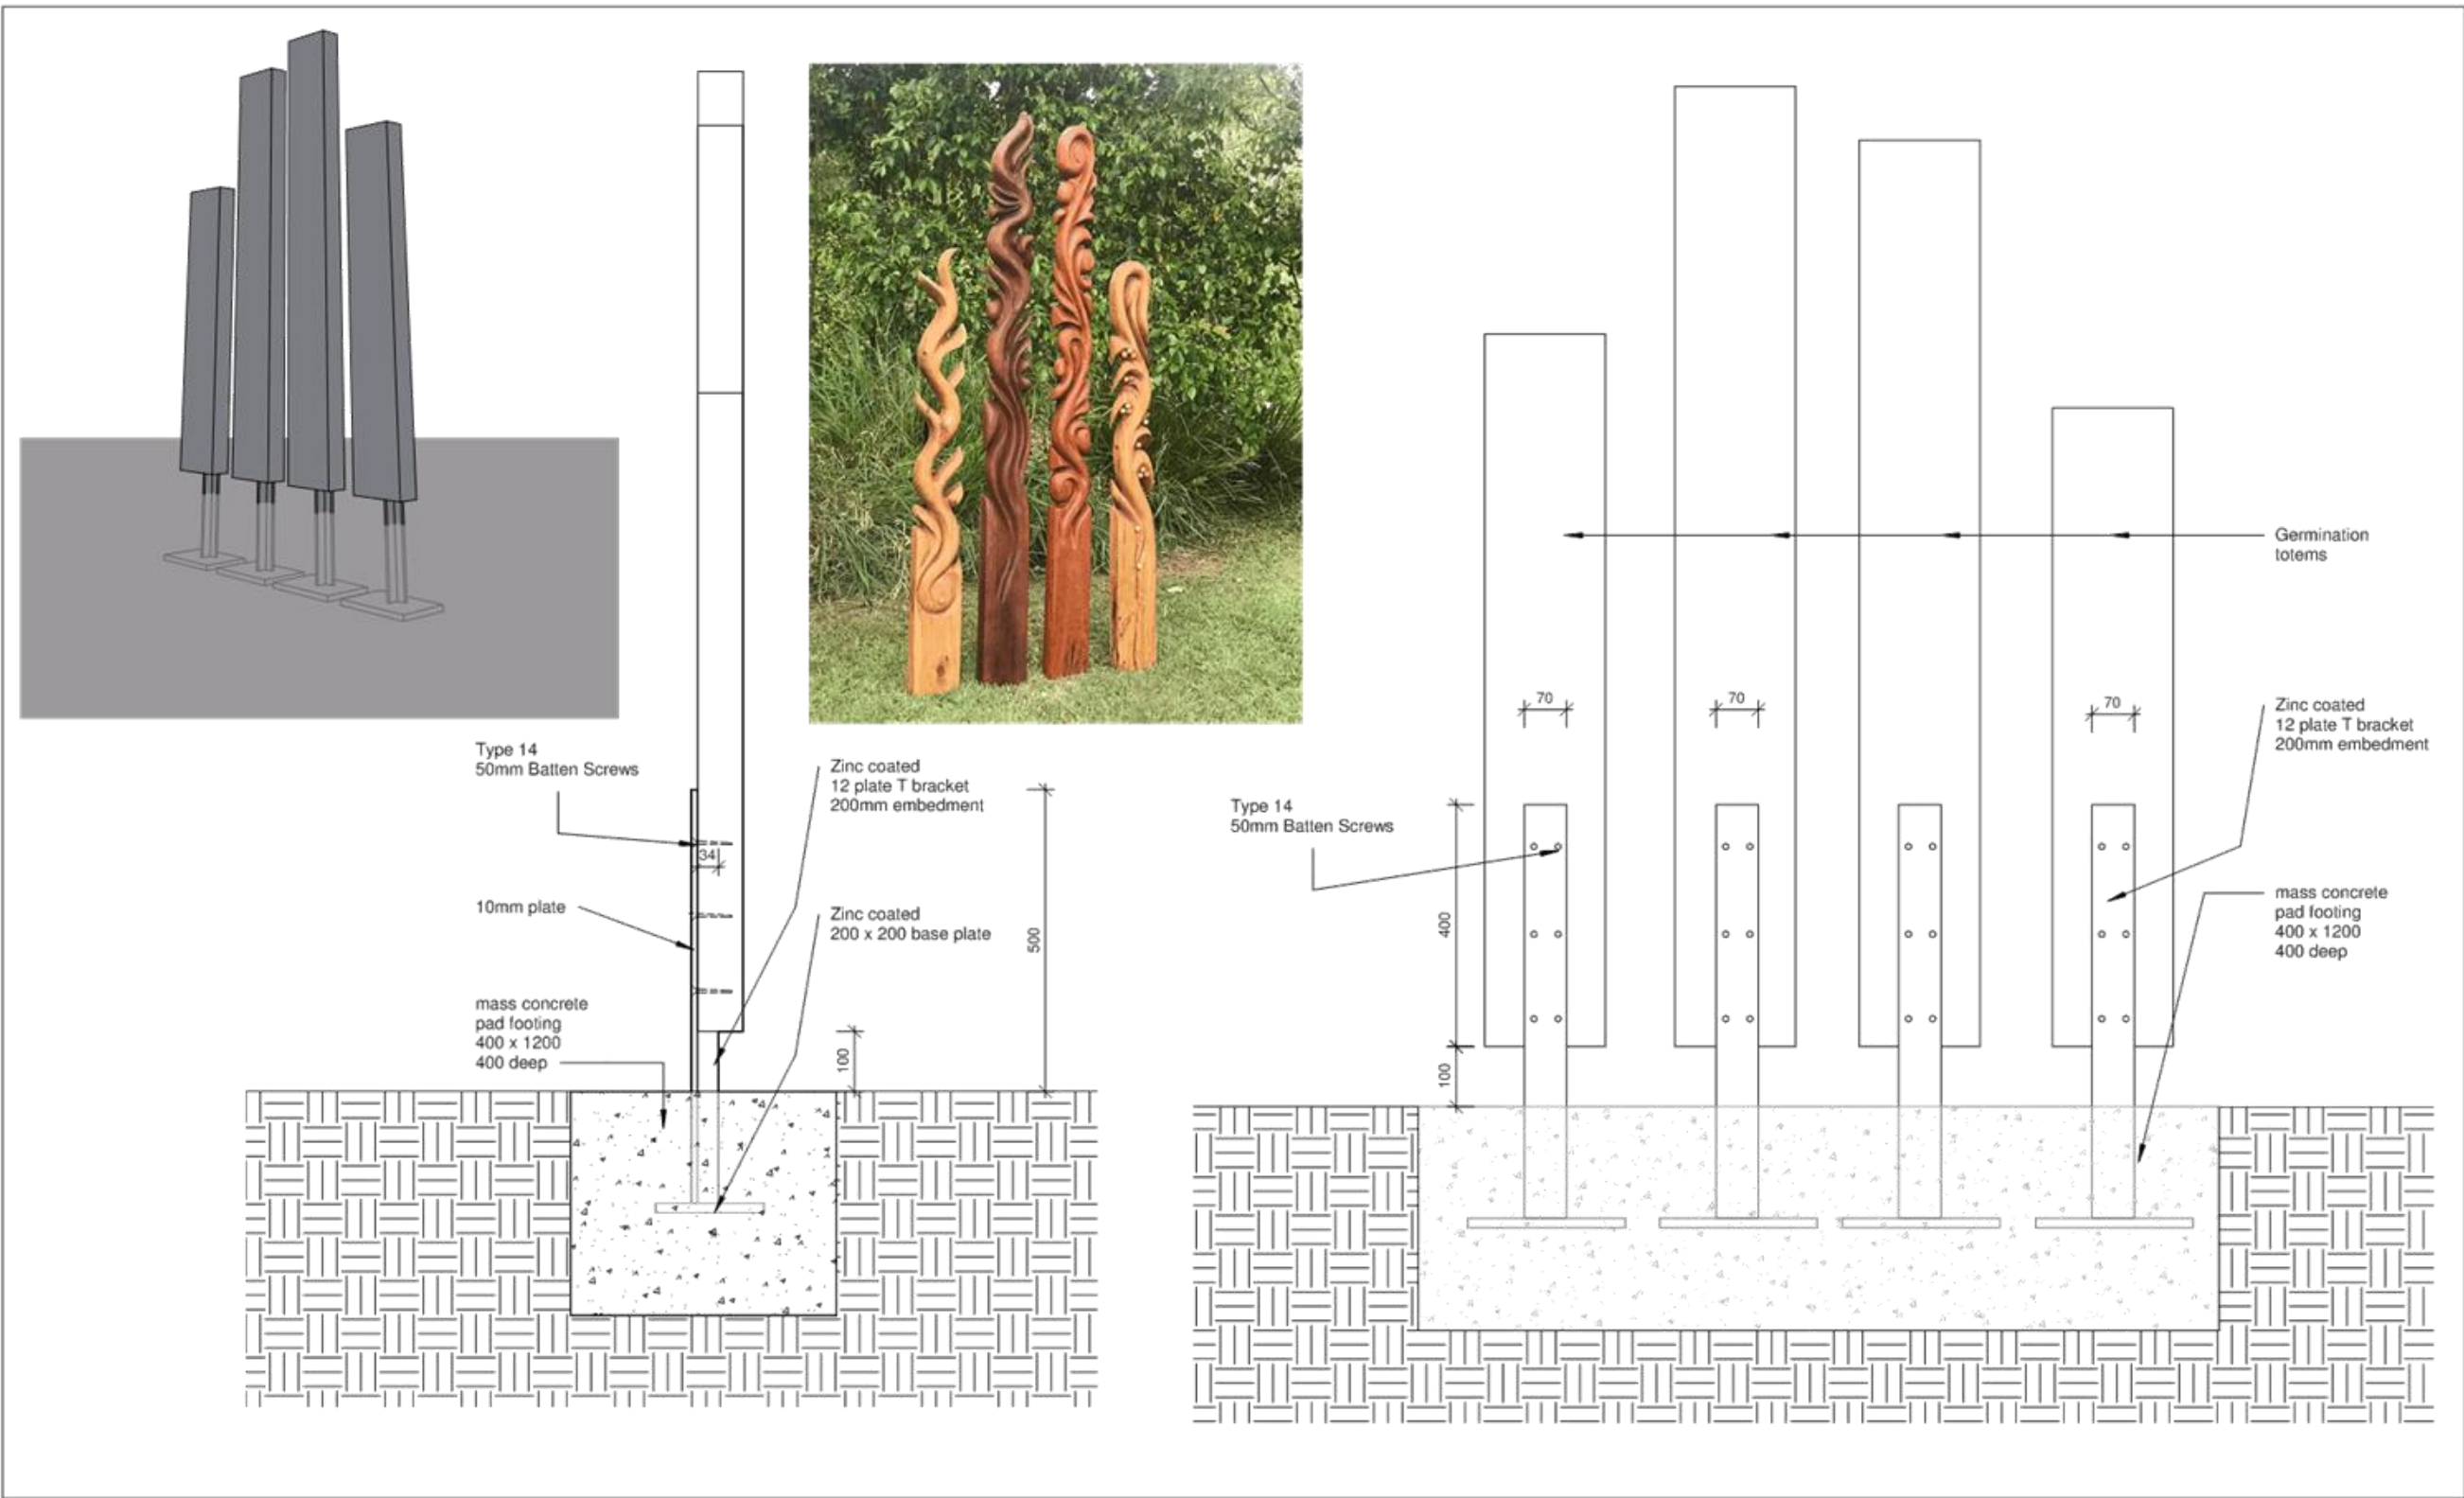 Type 14
50mm Batten Screws
34
10mm plate
mass concrete
pad footing
400 x 1200
400 deep
Zinc coated
12 plate T bracket
200mm embedment
Zinc coated
200 x 200 base plate
500
100
Germination
totems
70
70
70
Zinc coated
12 plate T bracket
200mm embedment
Type 14
50mm Batten Screws
400
100
mass concrete
pad footing
400 x 1200
400 deep